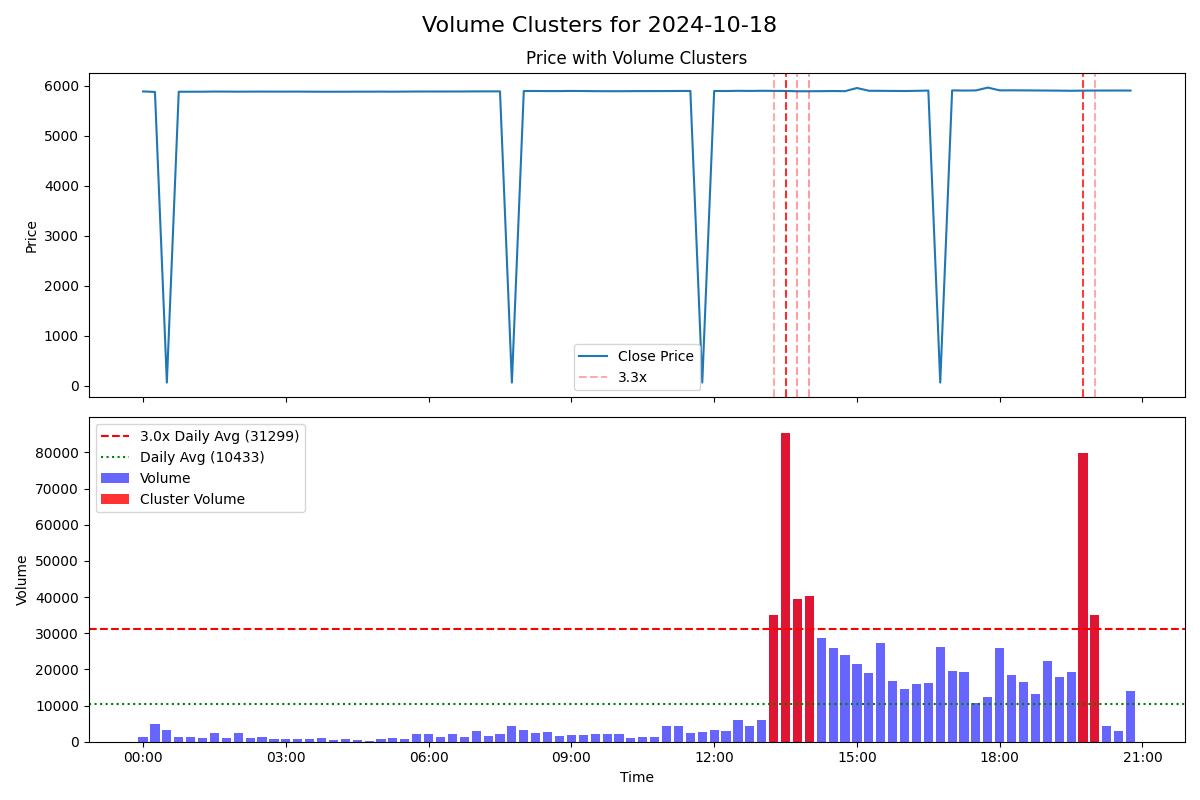 Volume Clusters for 2024-10-18
Price with Volume Clusters
6000
5000
4000
3000
2000
1000
0
Price
Close Price
3.3x
80000
70000
60000
50000
40000
30000
20000
10000
0
Volume
3.0x Daily Avg (31299)
Daily Avg (10433)
Volume
Cluster Volume
00:00
03:00
06:00
09:00
12:00
15:00
18:00
21:00
Time